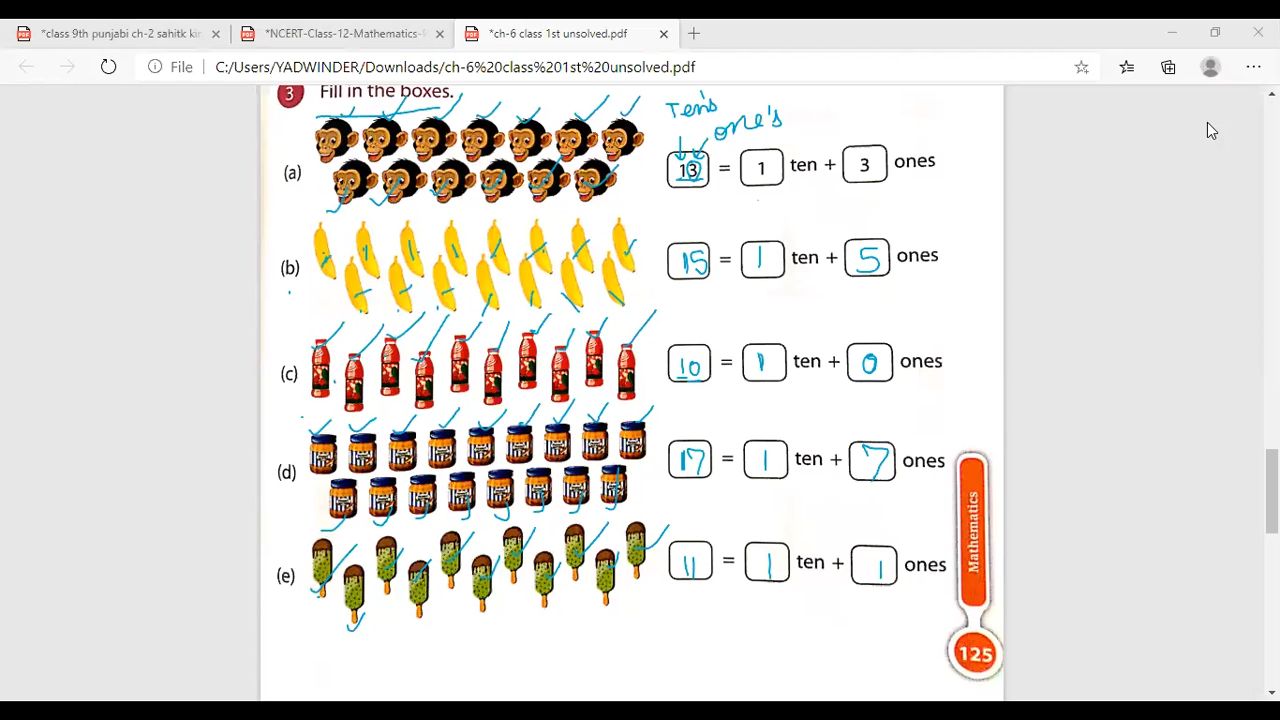 *class 9th punjabi ch-2 sahitk kir
*NCERT-Class-12-Mathematics-
*ch-6 class 1st unsolved.pdf
File C:/Users/YADWINDER/Downloads/ch-6%20class%201st%20unsolved.pdf
3 Fill in the boxes.
Ten's
one's
(a) 13 = 1 ten + 3 ones
(b) 15 = 1 ten + 5 ones
(c) 10 = 1 ten + 0 ones
(d) 17 = 1 ten + 7 ones
(e) 11 = 1 ten + 1 ones
Mathematics
125